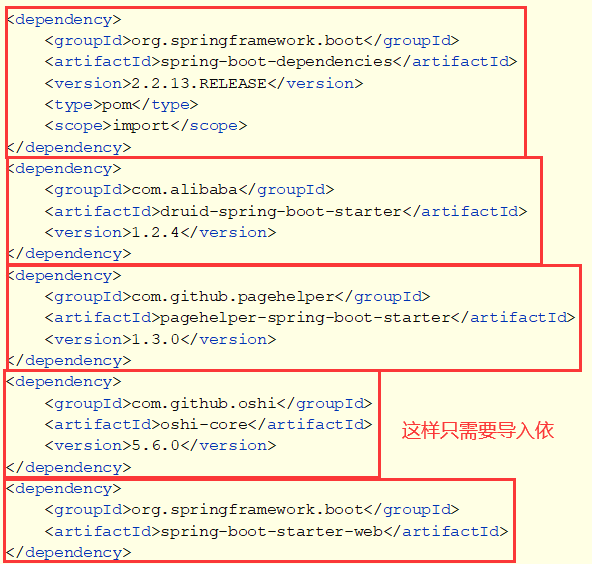 <dependency>
    <groupId>org.springframework.boot</groupId>
    <artifactId>spring-boot-dependencies</artifactId>
    <version>2.2.13.RELEASE</version>
    <type>pom</type>
    <scope>import</scope>
</dependency>
<dependency>
    <groupId>com.alibaba</groupId>
    <artifactId>druid-spring-boot-starter</artifactId>
    <version>1.2.4</version>
</dependency>
<dependency>
    <groupId>com.github.pagehelper</groupId>
    <artifactId>pagehelper-spring-boot-starter</artifactId>
    <version>1.3.0</version>
</dependency>
<dependency>
    <groupId>com.github.oshi</groupId>
    <artifactId>oshi-core</artifactId>
    <version>5.6.0</version>
</dependency>
这样只需要导入依
<dependency>
    <groupId>org.springframework.boot</groupId>
    <artifactId>spring-boot-starter-web</artifactId>
</dependency>